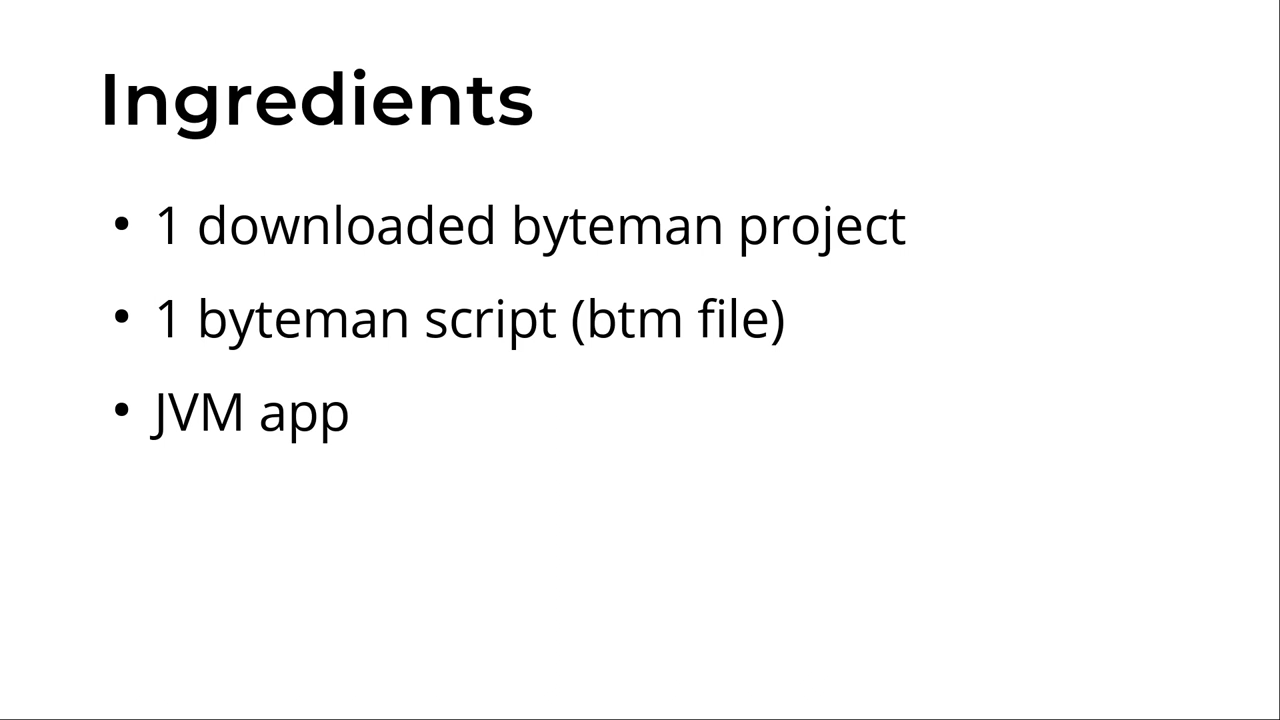 Ingredients
• 1 downloaded byteman project
• 1 byteman script (btm file)
• JVM app